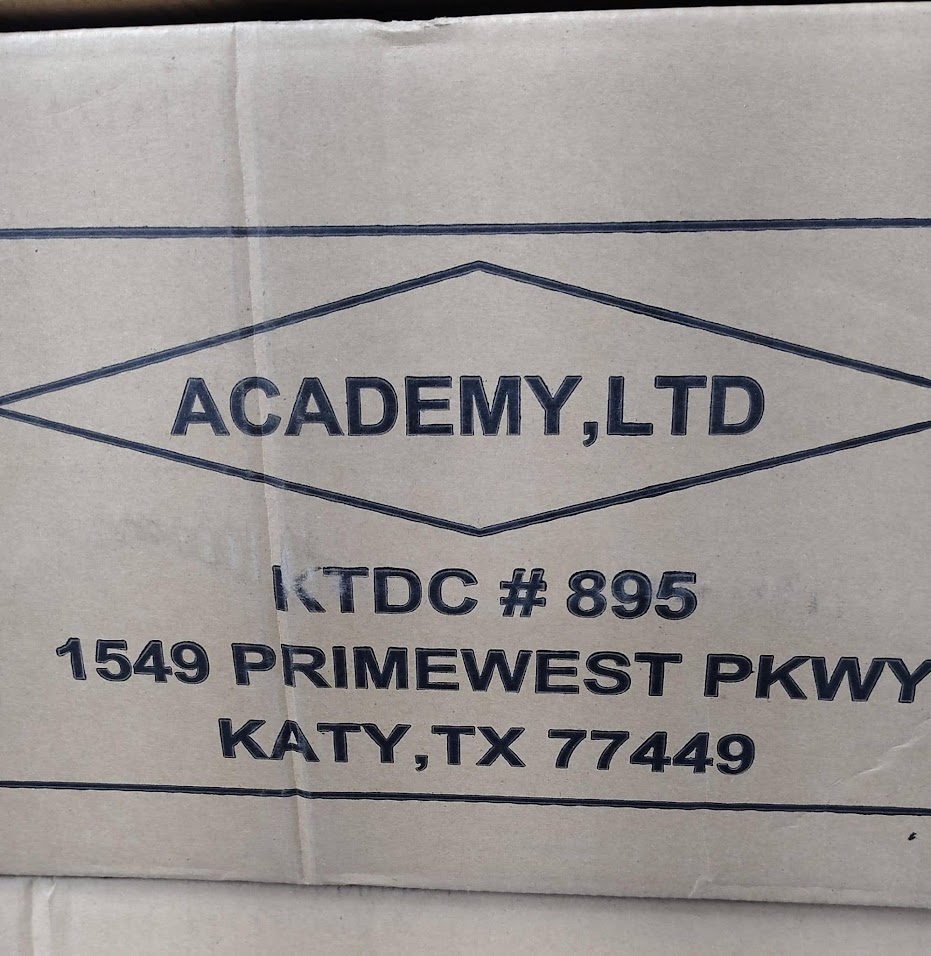 ACADEMY,LTD
KTDC # 895
1549 PRIMEWEST PKWY
KATY,TX 77449